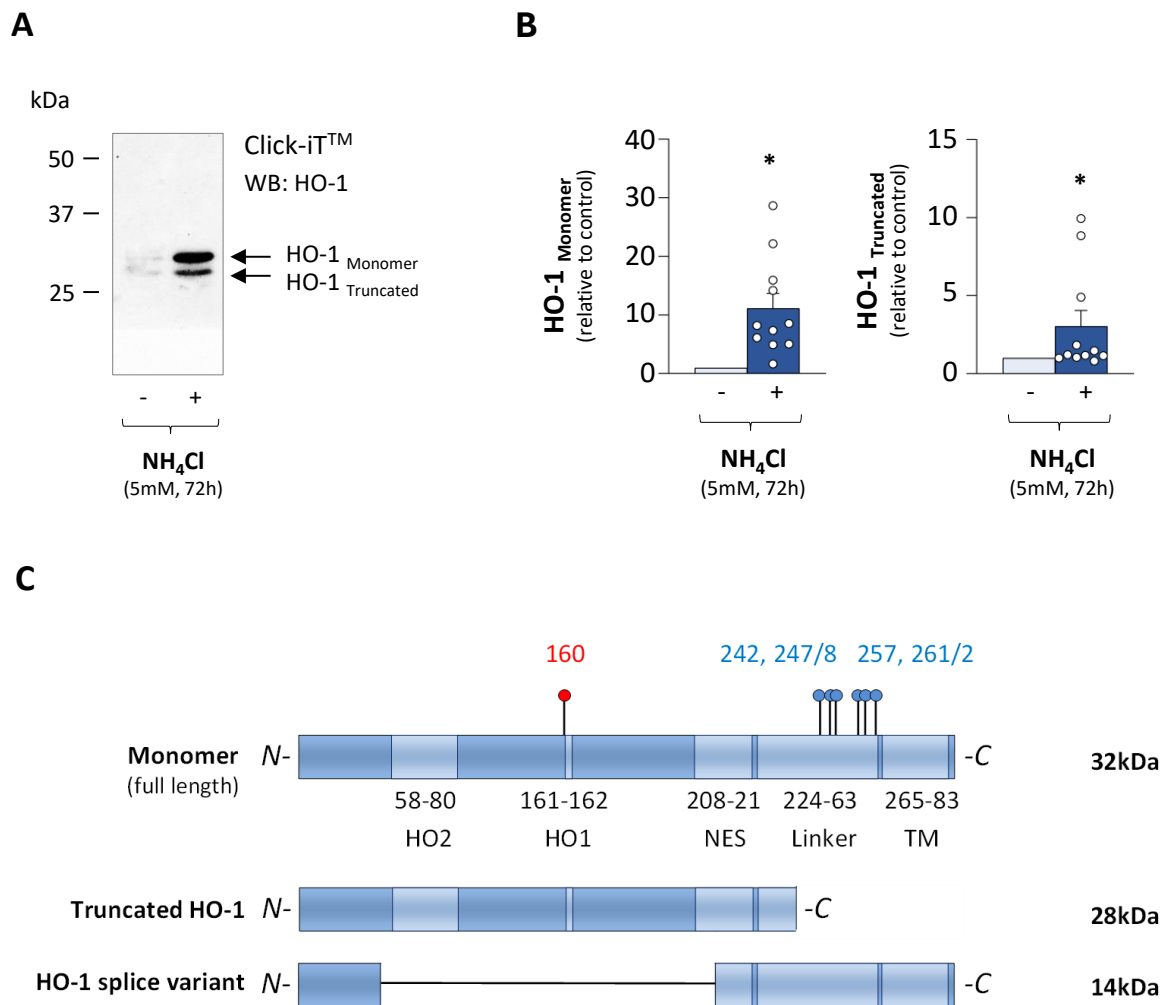 A
kDa
50
37
25
Click-iT™
WB: HO-1
HO-1 Monomer
HO-1 Truncated
- +
NH₄Cl
(5mM, 72h)
B
HO-1 Monomer
(relative to control)
40
30
20
10
0
*
- +
NH₄Cl
(5mM, 72h)
HO-1 Truncated
(relative to control)
15
10
5
0
*
- +
NH₄Cl
(5mM, 72h)
C
160 242, 247/8 257, 261/2
Monomer N- -C 32kDa
(full length)
58-80 161-162 208-21 224-63 265-83
HO2 HO1 NES Linker TM
Truncated HO-1 N- -C 28kDa
HO-1 splice variant N- -C 14kDa